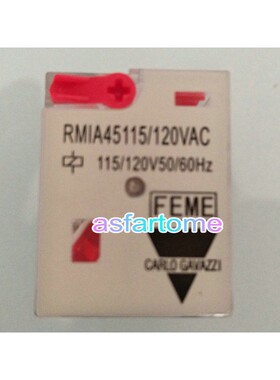 RMIA45115/120VAC
115/120V50/60Hz
FEME
asfartome
CARLO GAVAZZI